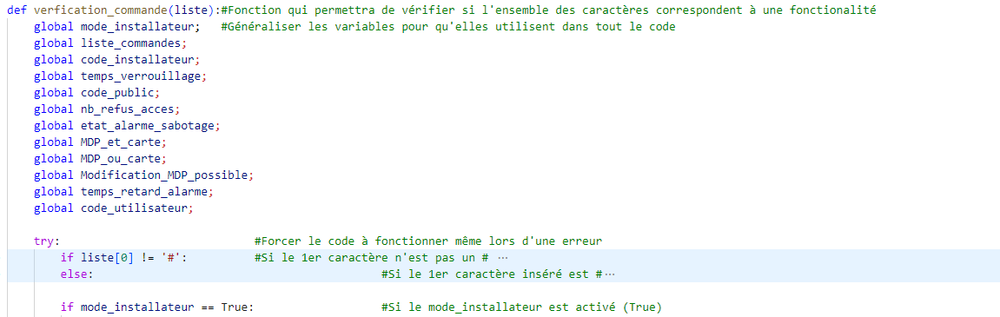 def verfication_commande(liste):#Fonction qui permettra de vérifier si l'ensemble des caractères correspondent à une fonctionalité
global mode_installateur;   #Généraliser les variables pour qu'elles utilisent dans tout le code
global liste_commandes;
global code_installateur;
global temps_verrouillage;
global code_public;
global nb_refus_acces;
global etat_alarme_sabotage;
global MDP_et_carte;
global MDP_ou_carte;
global Modification_MDP_possible;
global temps_retard_alarme;
global code_utilisateur;
try:                             #Forcer le code à fonctionner même lors d'une erreur
if liste[0] != '#':          #Si le 1er caractère n'est pas un # ···
else:                                           #Si le 1er caractère inséré est #···
if mode_installateur == True:                   #Si le mode_installateur est activé (True)